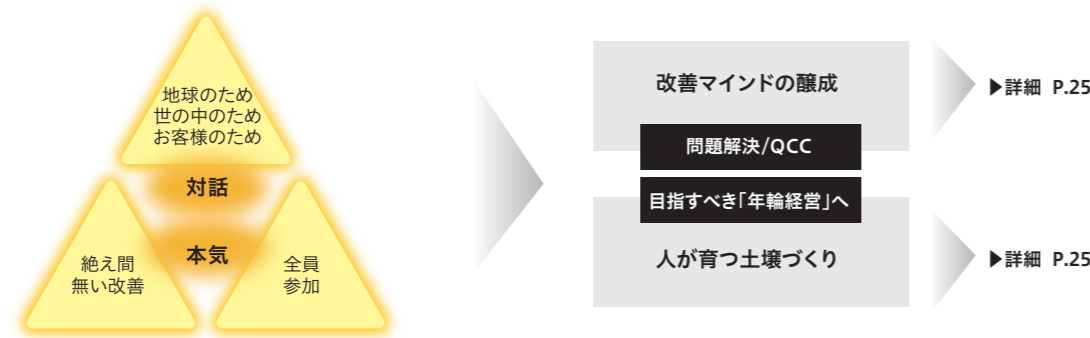 地球のため
世の中のため
お客様のため
対話
本気
絶え間
無い改善
全員
参加
改善マインドの醸成
問題解決/QCC
目指すべき「年輪経営」へ
人が育つ土壌づくり
▶詳細 P.25
▶詳細 P.25